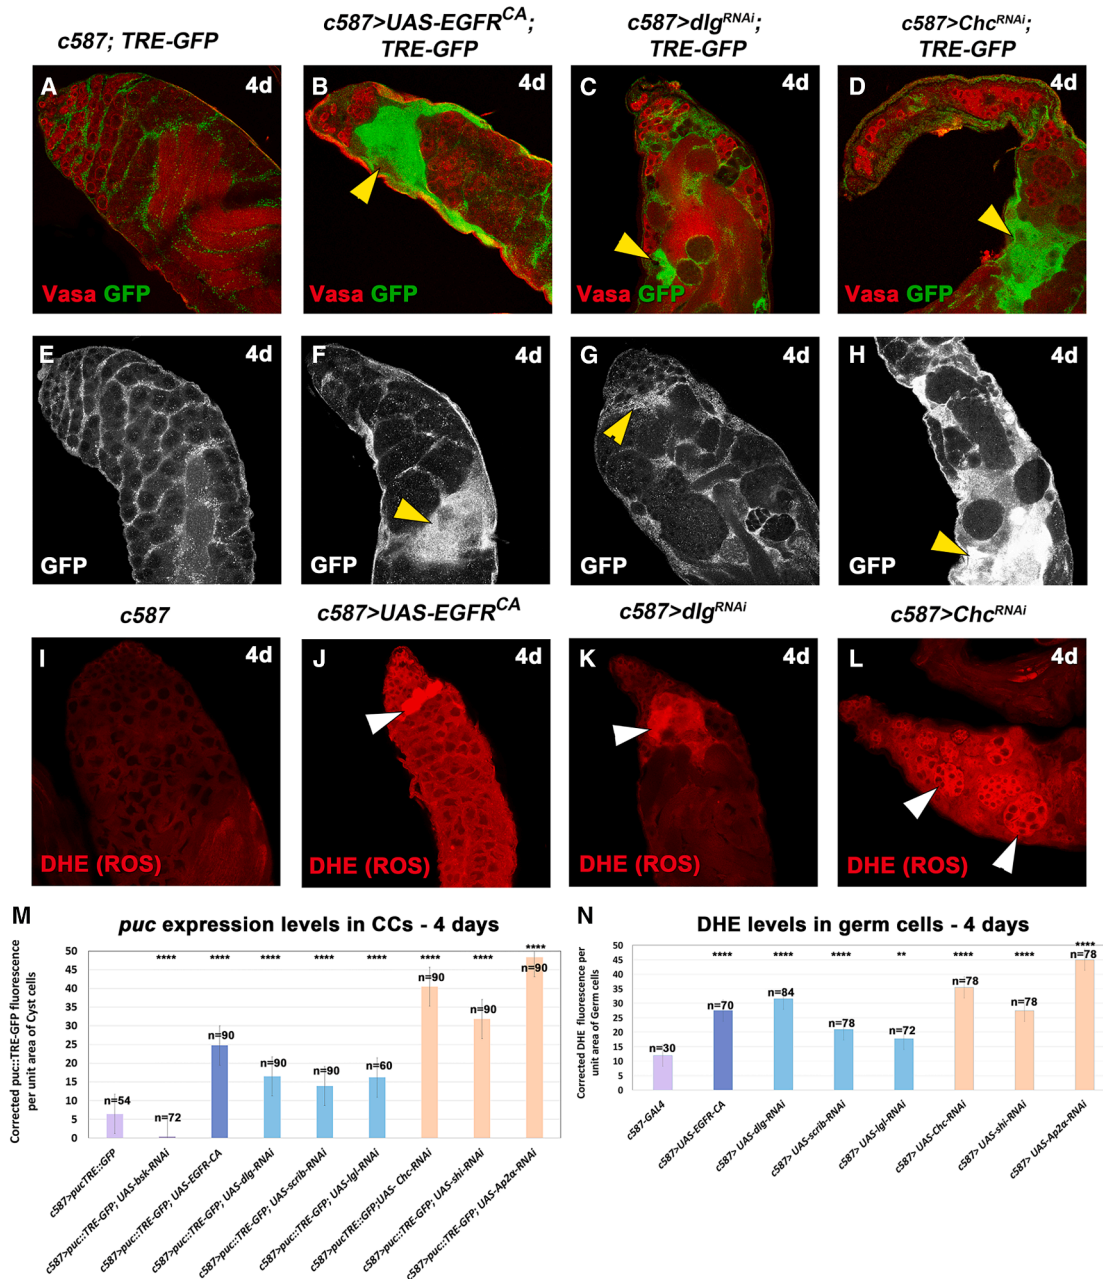 c587; TRE-GFP
c587>UAS-EGFR^CA;
TRE-GFP
c587>dlg^RNAi;
TRE-GFP
c587>Chc^RNAi;
TRE-GFP
A 4d
Vasa GFP
B 4d
Vasa GFP
C 4d
Vasa GFP
D 4d
Vasa GFP
E 4d
GFP
F 4d
GFP
G 4d
GFP
H 4d
GFP
c587
c587>UAS-EGFR^CA
c587>dlg^RNAi
c587>Chc^RNAi
I 4d
DHE (ROS)
J 4d
DHE (ROS)
K 4d
DHE (ROS)
L 4d
DHE (ROS)
M
puc expression levels in CCs - 4 days
Corrected puc::TRE-GFP fluorescence
per unit area of Cyst cells
50
45
40
35
30
25
20
15
10
5
0
n=54
**** n=72
**** n=90
**** n=90
**** n=90
**** n=60
**** n=90
**** n=90
**** n=90
c587>pucTRE::GFP
c587>puc::TRE-GFP; UAS-bsk-RNAi
c587>puc::TRE-GFP; UAS-EGFR-CA
c587>puc::TRE-GFP; UAS-dlg-RNAi
c587>puc::TRE-GFP; UAS-scrib-RNAi
c587>puc::TRE-GFP; UAS-lgl-RNAi
c587>pucTRE::GFP;UAS- Chc-RNAi
c587>puc::TRE-GFP; UAS-shi-RNAi
c587>puc::TRE-GFP; UAS-Ap2α-RNAi
N
DHE levels in germ cells - 4 days
Corrected DHE fluorescence per
unit area of Germ cells
50
45
40
35
30
25
20
15
10
5
0
n=30
**** n=70
**** n=84
**** n=78
** n=72
**** n=78
**** n=78
**** n=78
c587-GAL4
c587>UAS-EGFR-CA
c587> UAS-dlg-RNAi
c587> UAS-scrib-RNAi
c587> UAS-lgl-RNAi
c587> UAS-Chc-RNAi
c587> UAS-shi-RNAi
c587> UAS-Ap2α-RNAi